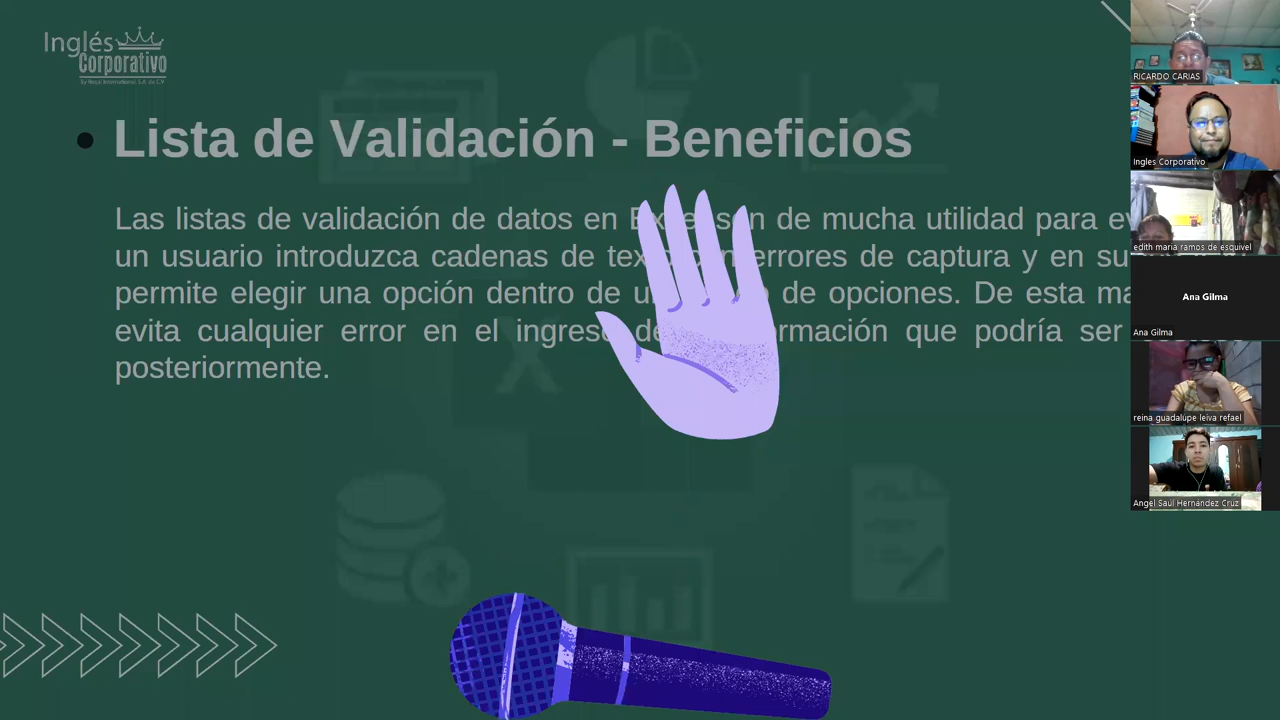 Inglés
Corporativo
Lista de Validación - Beneficios
Las listas de validación de datos en de mucha utilidad para
un usuario introduzca cadenas de errores de captura y en su
permite elegir una opción dentro de de opciones. De esta
evita cualquier error en el ingreso que podría ser
posteriormente.
RICARDO CARIAS
Ingles Corporativo
edith maria ramos de esquivel
Ana Gilma
Ana Gilma
reina guadalupe leiva refael
Angel Saúl Hernández Cruz